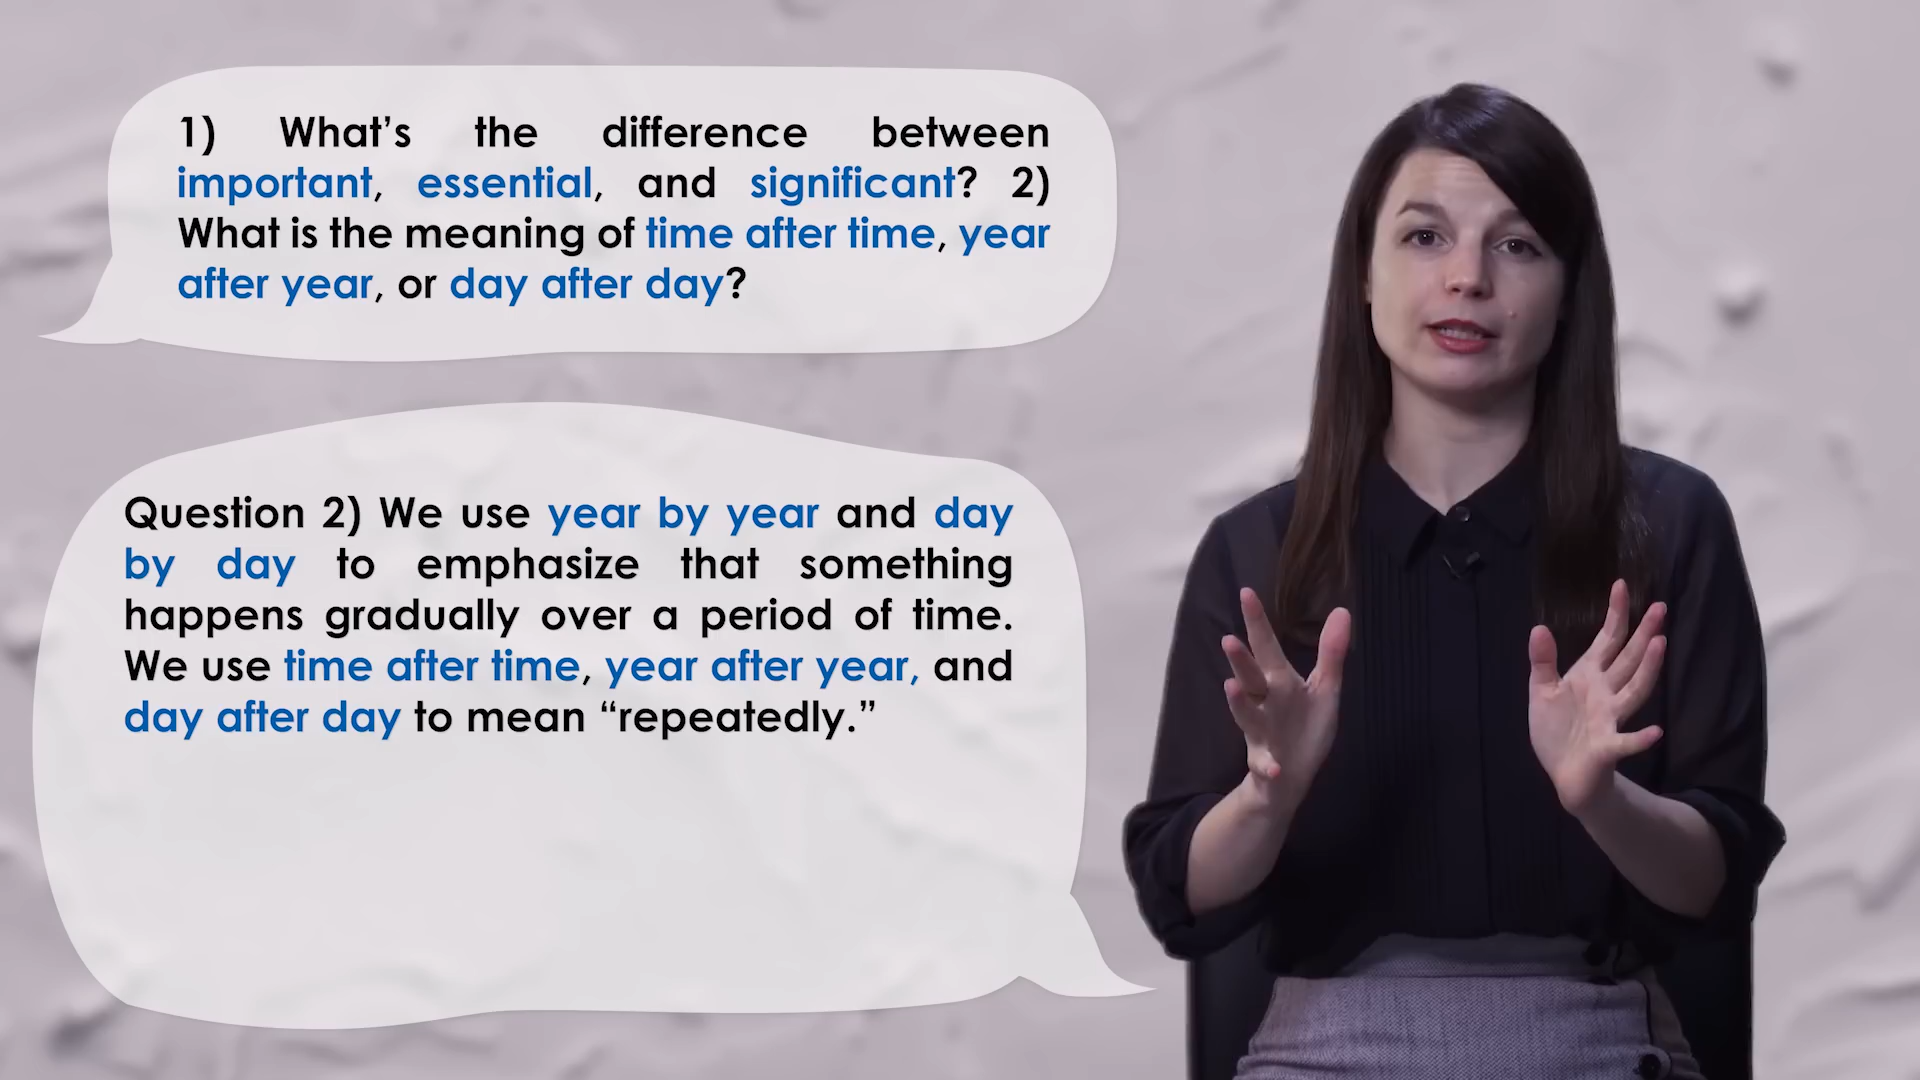 1) What’s the difference between
important, essential, and significant? 2)
What is the meaning of time after time, year
after year, or day after day?
Question 2) We use year by year and day
by day to emphasize that something
happens gradually over a period of time.
We use time after time, year after year, and
day after day to mean “repeatedly.”